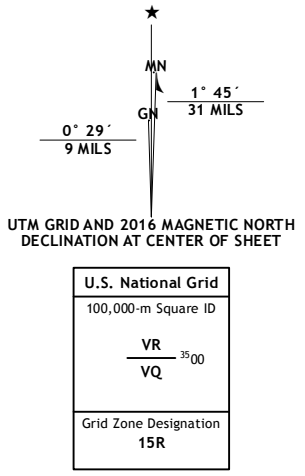 ★
MN
1° 45´
31 MILS
GN
0° 29´
9 MILS
UTM GRID AND 2016 MAGNETIC NORTH
DECLINATION AT CENTER OF SHEET
U.S. National Grid
100,000-m Square ID
VR
³⁵00
VQ
Grid Zone Designation
15R